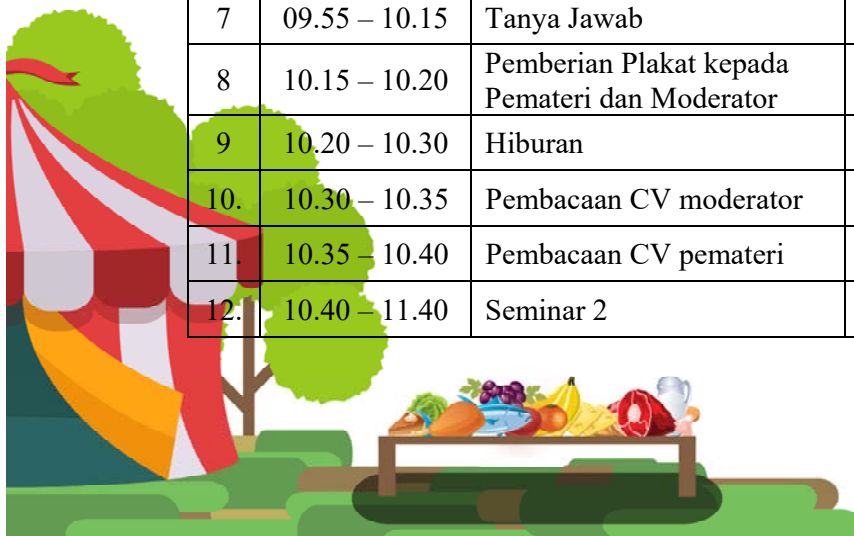 7 09.55 – 10.15 Tanya Jawab
8 10.15 – 10.20 Pemberian Plakat kepada
Pemateri dan Moderator
9 10.20 – 10.30 Hiburan
10. 10.30 – 10.35 Pembacaan CV moderator
11. 10.35 – 10.40 Pembacaan CV pemateri
12. 10.40 – 11.40 Seminar 2